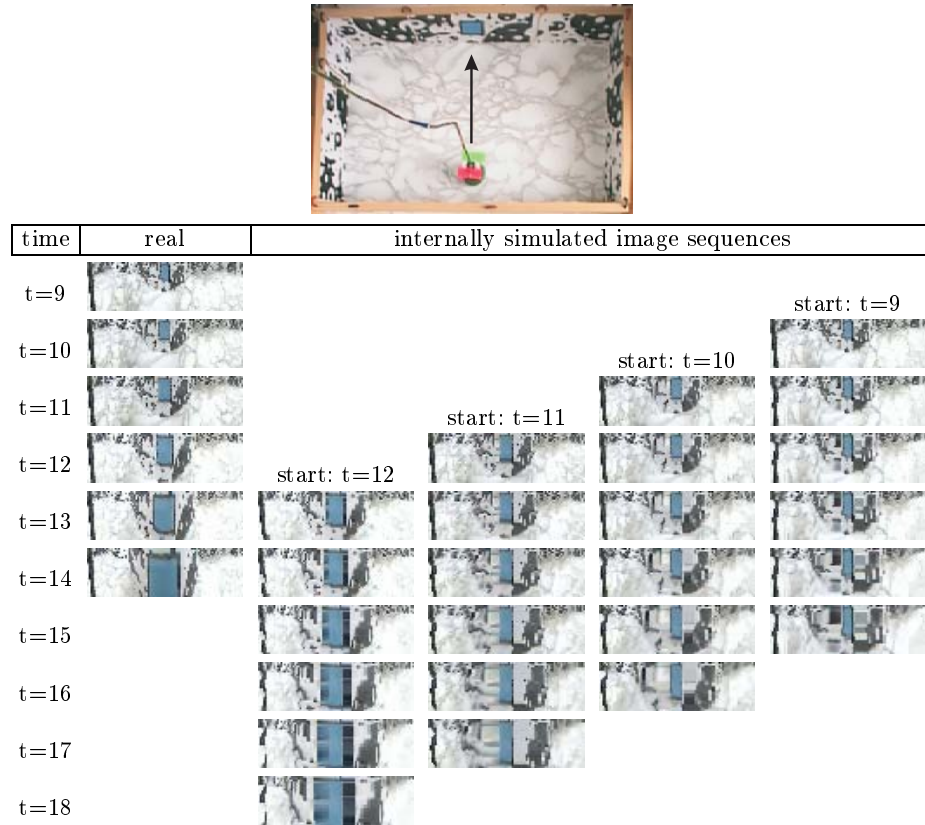 time real internally simulated image sequences
t=9
start: t=9
t=10
start: t=10
t=11
start: t=11
t=12
start: t=12
t=13
t=14
t=15
t=16
t=17
t=18